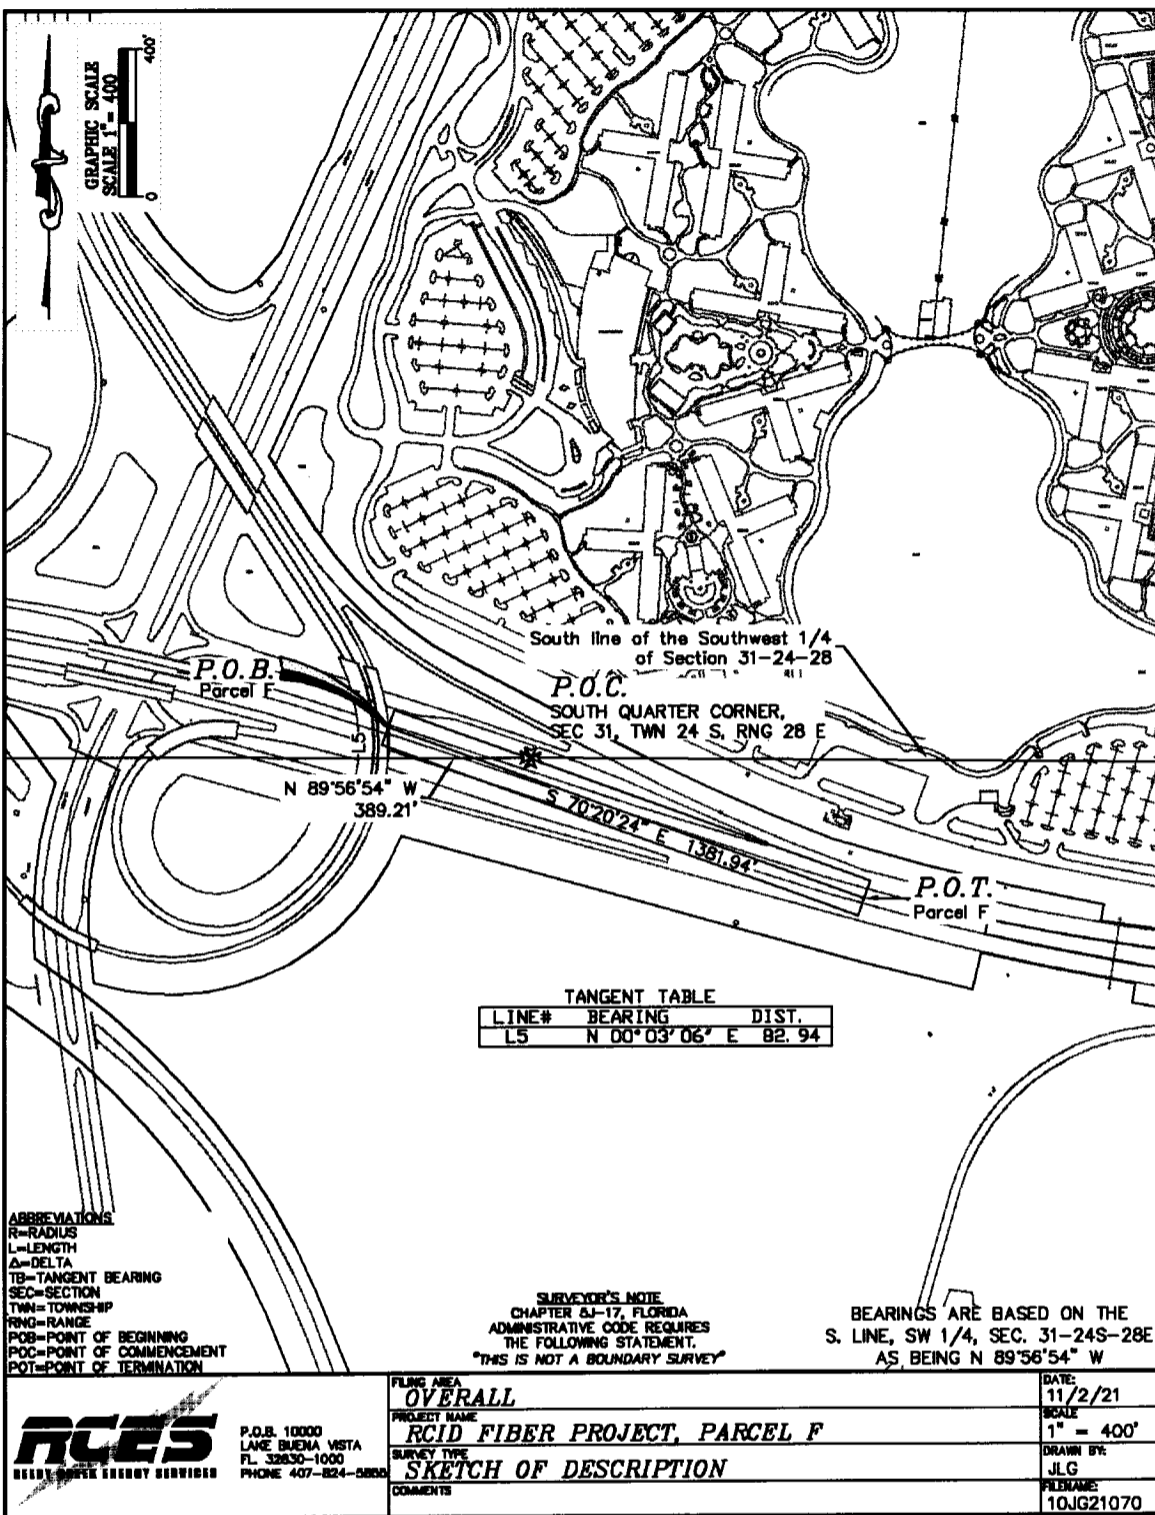 GRAPHIC SCALE
SCALE 1" = 400
0
400'
South line of the Southwest 1/4
of Section 31-24-28
P.O.B.
Parcel F
P.O.C.
SOUTH QUARTER CORNER,
SEC 31, TWN 24 S, RNG 28 E
L5
N 89°56'54" W
389.21'
S 70°20'24" E
1381.94'
P.O.T.
Parcel F
TANGENT TABLE
LINE# BEARING DIST.
L5 N 00°03'06" E 82.94
ABBREVIATIONS
R=RADIUS
L=LENGTH
Δ=DELTA
TB=TANGENT BEARING
SEC=SECTION
TWN=TOWNSHIP
RNG=RANGE
POB=POINT OF BEGINNING
POC=POINT OF COMMENCEMENT
POT=POINT OF TERMINATION
SURVEYOR'S NOTE
CHAPTER 5J-17, FLORIDA
ADMINISTRATIVE CODE REQUIRES
THE FOLLOWING STATEMENT.
"THIS IS NOT A BOUNDARY SURVEY"
BEARINGS ARE BASED ON THE
S. LINE, SW 1/4, SEC. 31-24S-28E
AS BEING N 89°56'54" W
RCES
REEDY CREEK ENERGY SERVICES
P.O.B. 10000
LAKE BUENA VISTA
FL 32830-1000
PHONE 407-824-
FILING AREA
OVERALL
PROJECT NAME
RCID FIBER PROJECT, PARCEL F
SURVEY TYPE
SKETCH OF DESCRIPTION
COMMENTS
DATE:
11/2/21
SCALE
1" = 400'
DRAWN BY:
JLG
FILENAME:
10JG21070